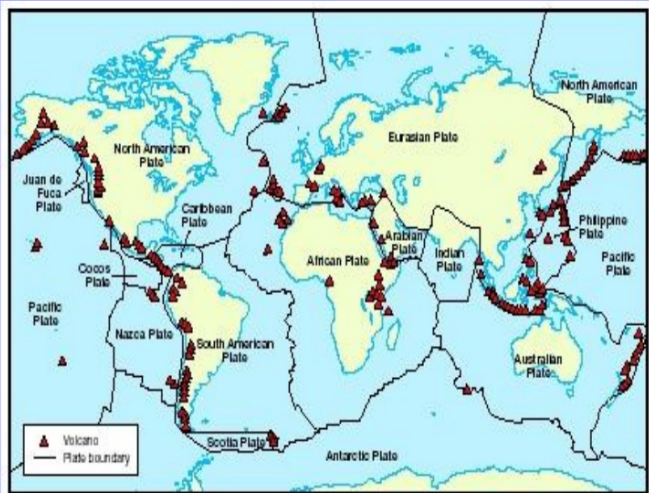 North American
Plate
Eurasian Plate
North American
Plate
Juan de
Fuca Plate
Caribbean
Plate
Philippine
Plate
Arabian
Plate
Indian
Plate
African Plate
Cocos
Plate
Pacific
Plate
Pacific
Plate
Nazca Plate
South American
Plate
Australian
Plate
Scotia Plate
Antarctic Plate
Volcano
Plate boundary